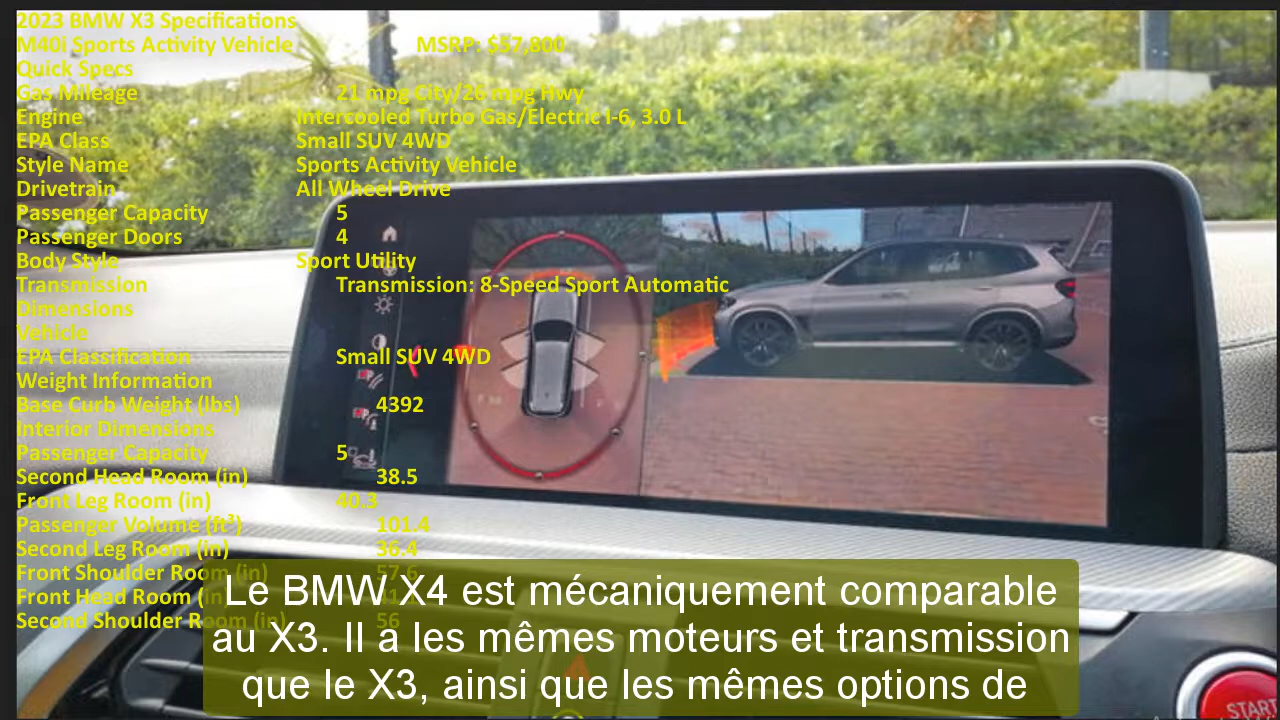 2023 BMW X3 Specifications
M40i Sports Activity Vehicle MSRP: $57,800
Quick Specs
Gas Mileage 21 mpg City/26 mpg Hwy
Engine Intercooled Turbo Gas/Electric I-6, 3.0 L
EPA Class Small SUV 4WD
Style Name Sports Activity Vehicle
Drivetrain All Wheel Drive
Passenger Capacity 5
Passenger Doors 4
Body Style Sport Utility
Transmission Transmission: 8-Speed Sport Automatic
Dimensions
Vehicle
EPA Classification Small SUV 4WD
Weight Information
Base Curb Weight (lbs) 4392
Interior Dimensions
Passenger Capacity 5
Second Head Room (in) 38.5
Front Leg Room (in) 40.3
Passenger Volume (ft³) 101.4
Second Leg Room (in) 36.4
Front Shoulder Room (in) 57.6
Front Head Room (in)
Second Shoulder Room (in) 56
Le BMW X4 est mécaniquement comparable
au X3. Il a les mêmes moteurs et transmission
que le X3, ainsi que les mêmes options de
START